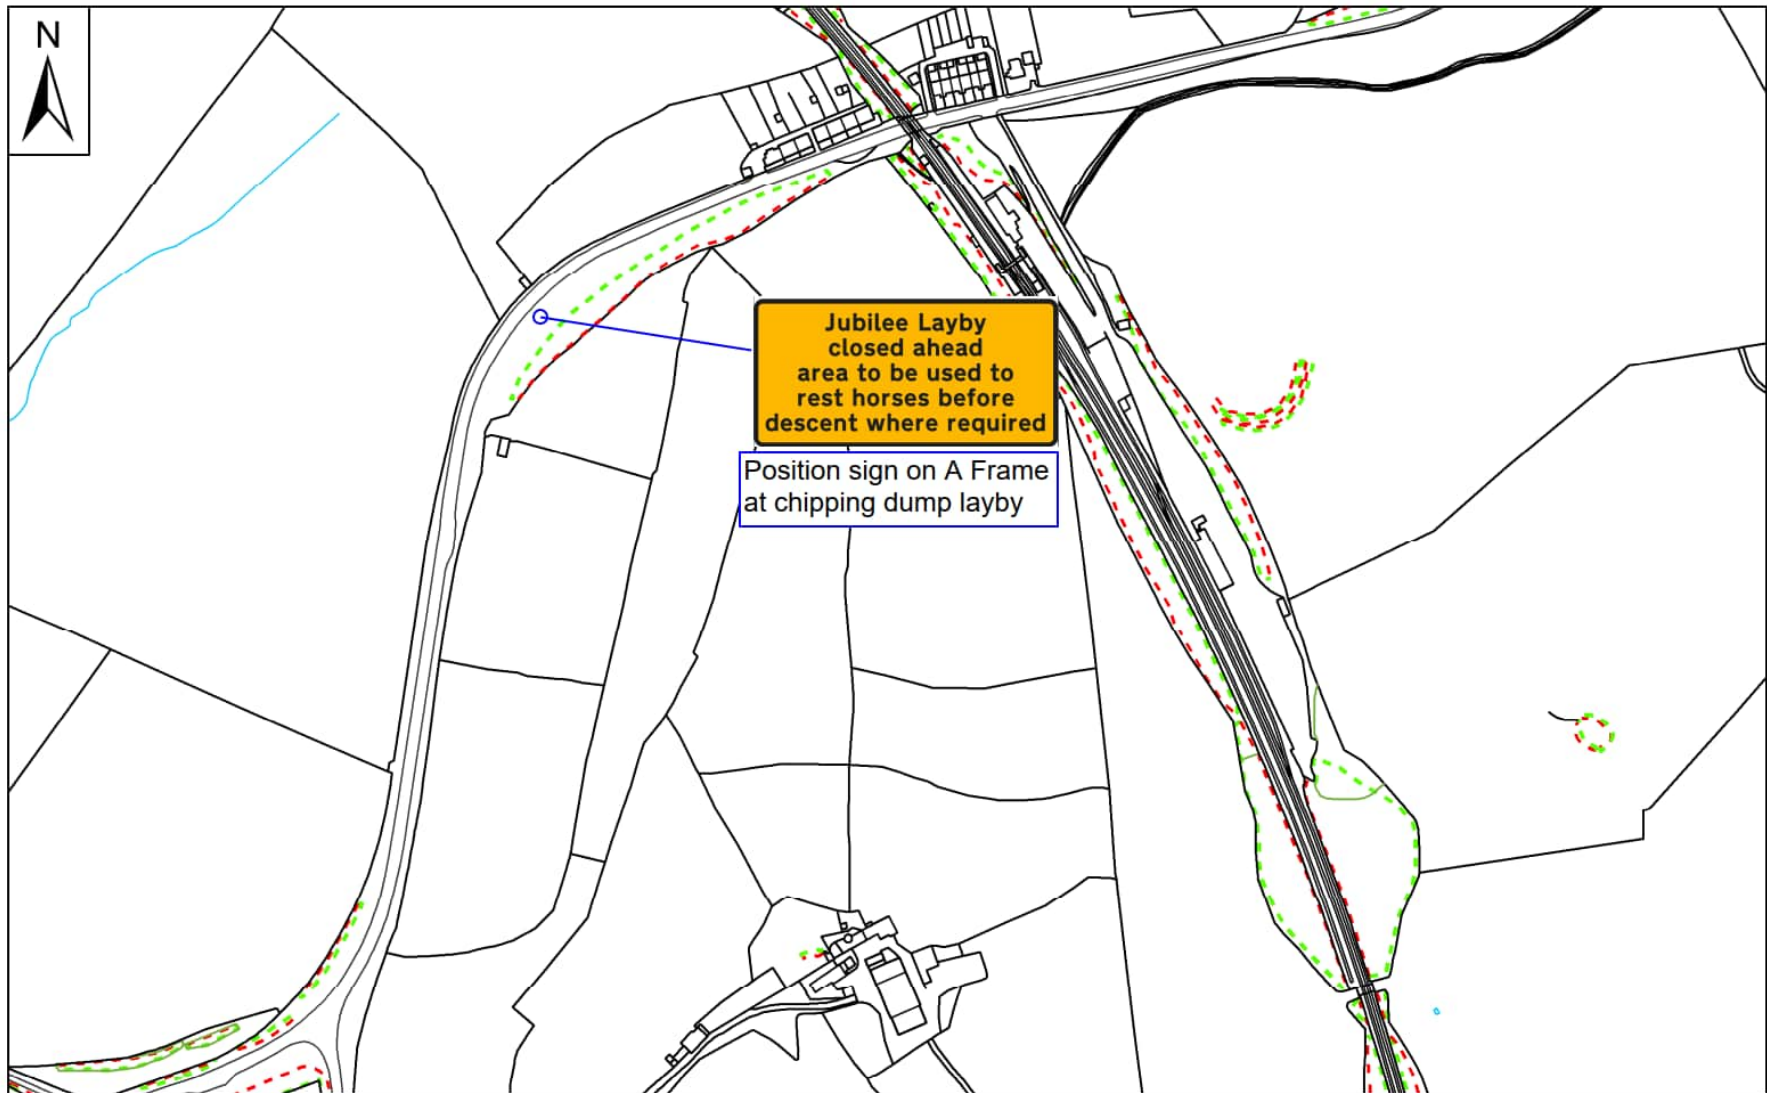 N
Jubilee Layby
closed ahead
area to be used to
rest horses before
descent where required
Position sign on A Frame
at chipping dump layby